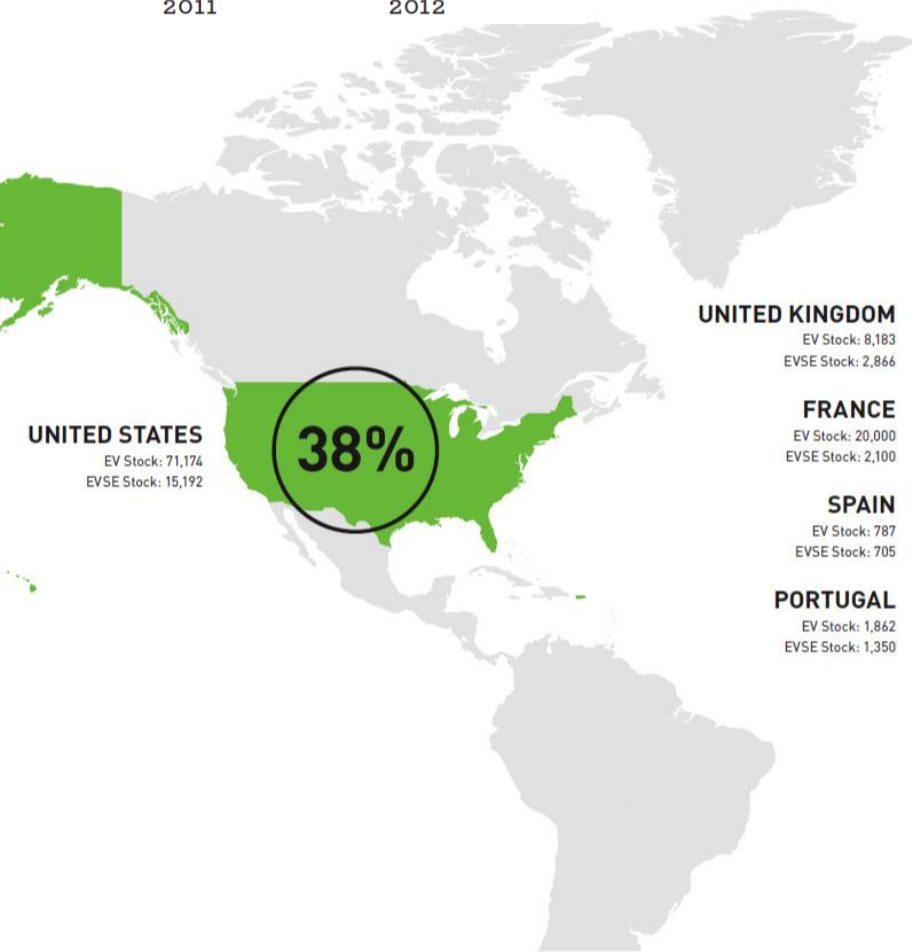 2011 2012
UNITED KINGDOM
EV Stock: 8,183
EVSE Stock: 2,866
FRANCE
EV Stock: 20,000
EVSE Stock: 2,100
UNITED STATES
EV Stock: 71,174
EVSE Stock: 15,192
38%
SPAIN
EV Stock: 787
EVSE Stock: 705
PORTUGAL
EV Stock: 1,862
EVSE Stock: 1,350